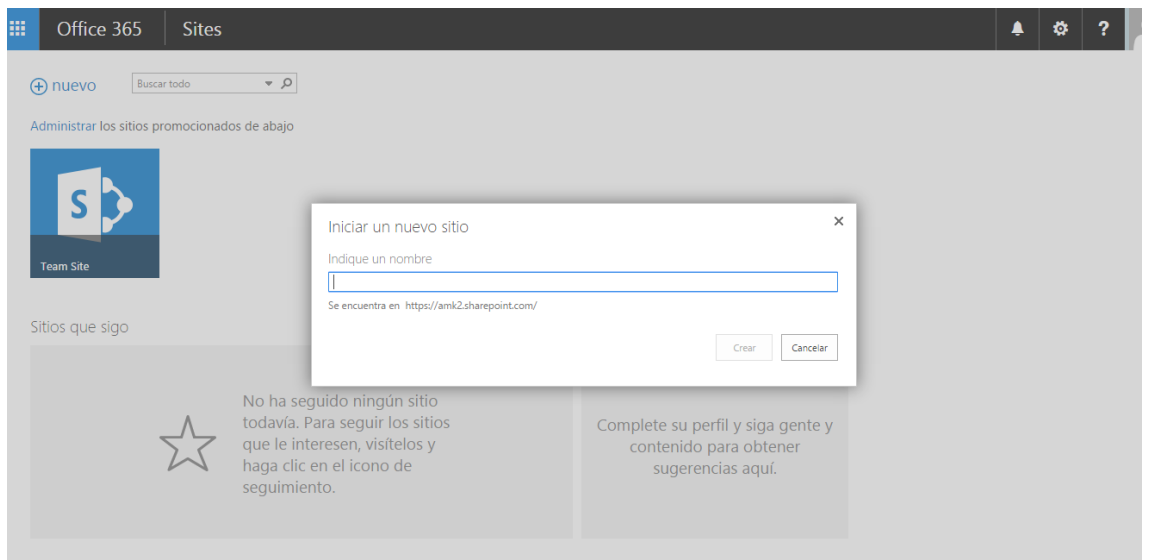 Office 365 Sites ?
nuevo Buscar todo
Administrar los sitios promocionados de abajo
S
Team Site
Iniciar un nuevo sitio
Indique un nombre
Se encuentra en https://amk2.sharepoint.com/
Crear Cancelar
Sitios que sigo
No ha seguido ningún sitio
todavía. Para seguir los sitios
que le interesen, visítelos y
haga clic en el icono de
seguimiento.
Complete su perfil y siga gente y
contenido para obtener
sugerencias aquí.